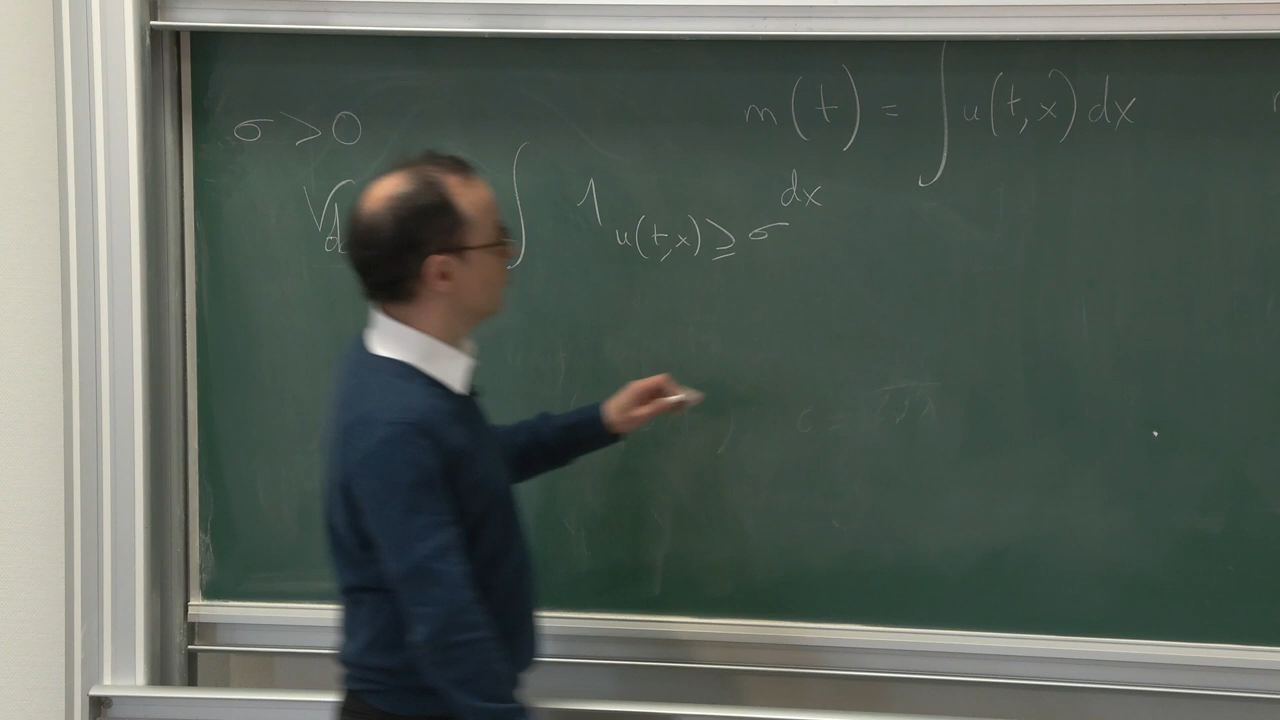 σ > 0
m(t) = ∫ u(t,x) dx
∫ 1_{u(t,x) ≥ σ} dx